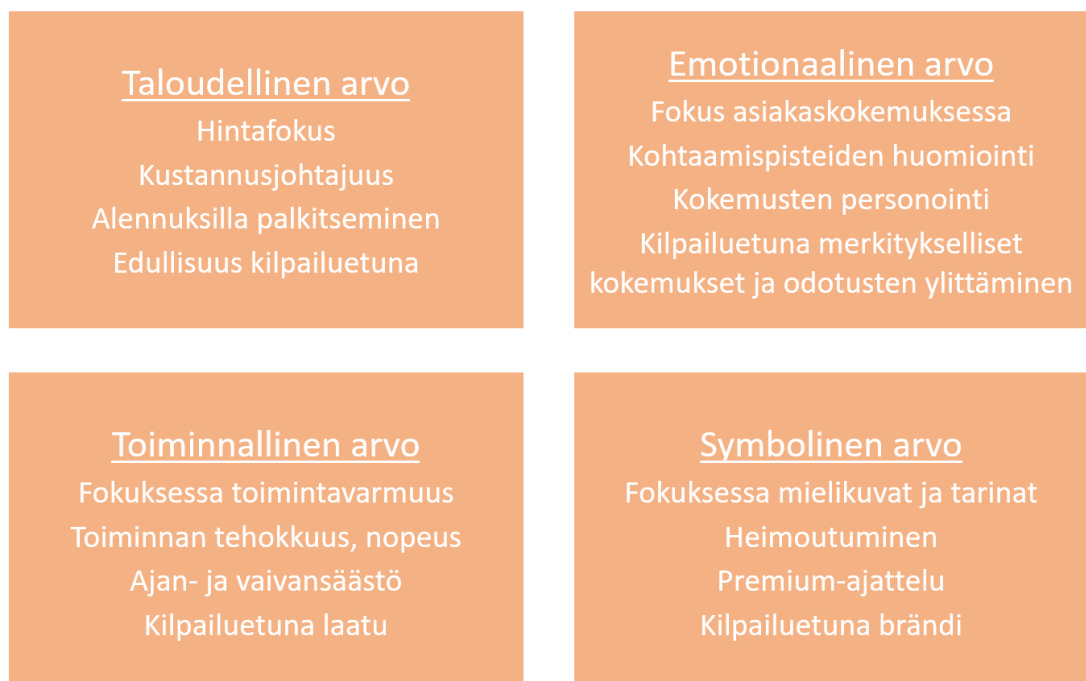 Taloudellinen arvo
Hintafokus
Kustannusjohtajuus
Alennuksilla palkitseminen
Edullisuus kilpailuetuna
Emotionaalinen arvo
Fokus asiakaskokemuksessa
Kohtaamispisteiden huomiointi
Kokemusten personointi
Kilpailuetuna merkitykselliset
kokemukset ja odotusten ylittäminen
Toiminnallinen arvo
Fokuksessa toimintavarmuus
Toiminnan tehokkuus, nopeus
Ajan- ja vaivansäästö
Kilpailuetuna laatu
Symbolinen arvo
Fokuksessa mielikuvat ja tarinat
Heimoutuminen
Premium-ajattelu
Kilpailuetuna brändi